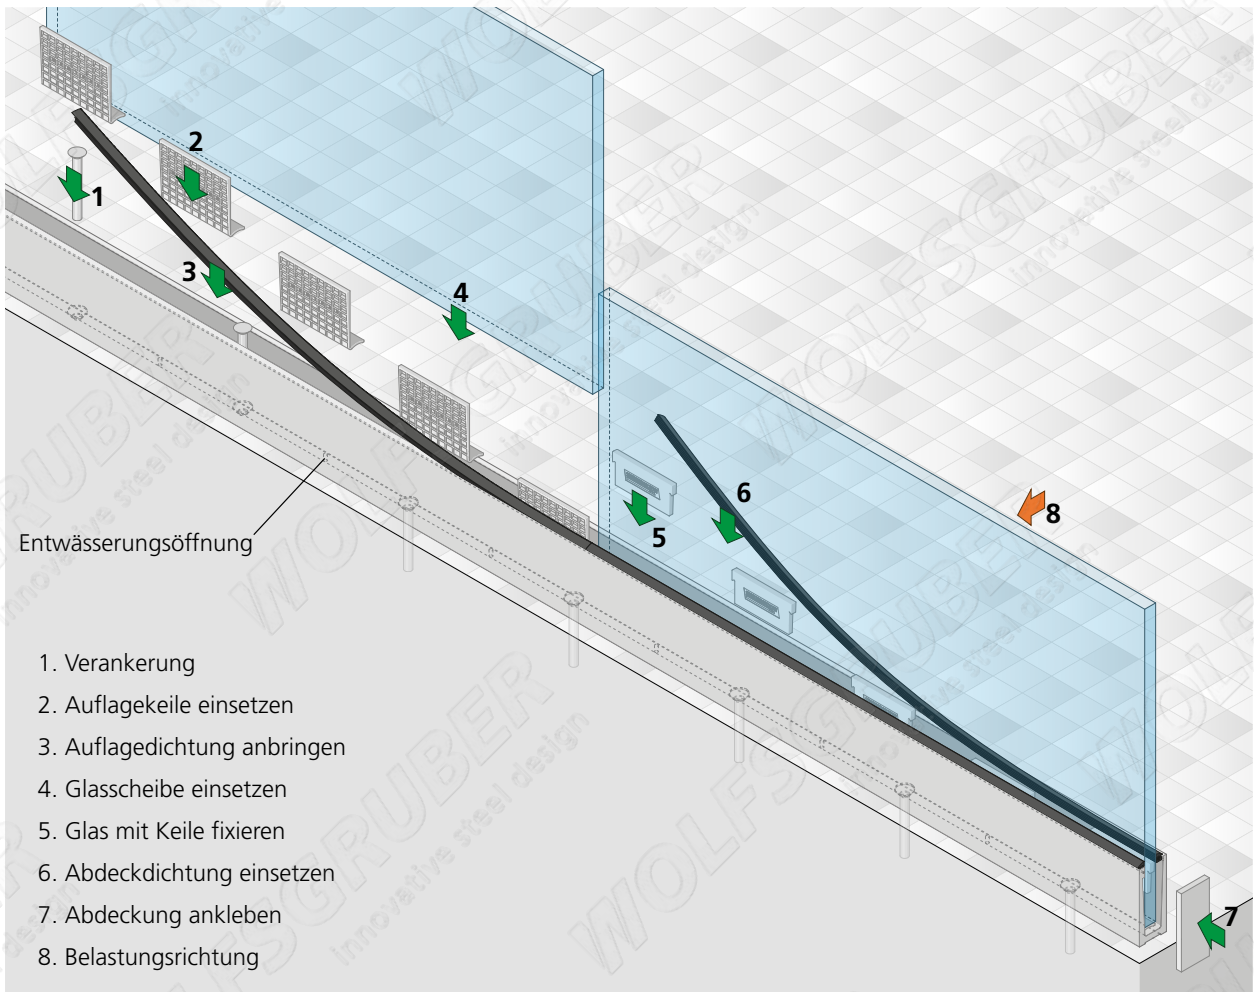 2
1
3
4
6
5
8
Entwässerungsöffnung
1. Verankerung
2. Auflagekeile einsetzen
3. Auflagedichtung anbringen
4. Glasscheibe einsetzen
5. Glas mit Keile fixieren
6. Abdeckdichtung einsetzen
7. Abdeckung ankleben
8. Belastungsrichtung
7
WOLFSGRUBER
innovative steel design